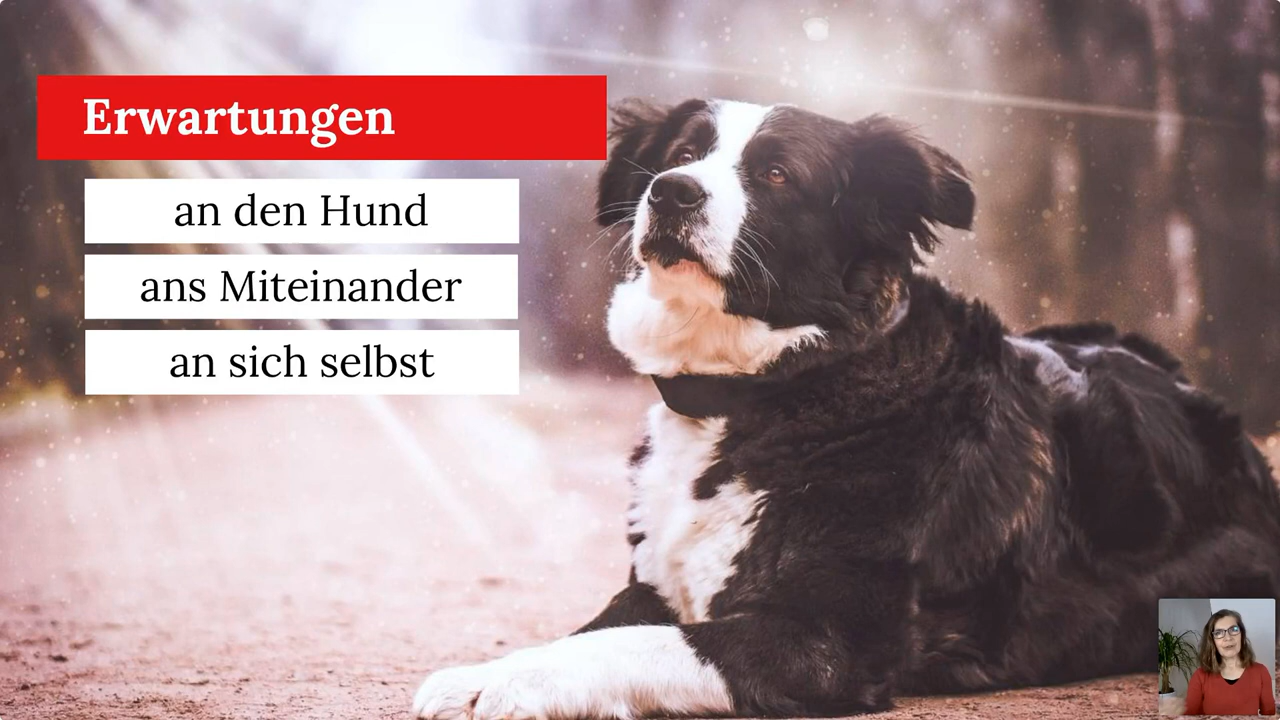 Erwartungen
an den Hund
ans Miteinander
an sich selbst